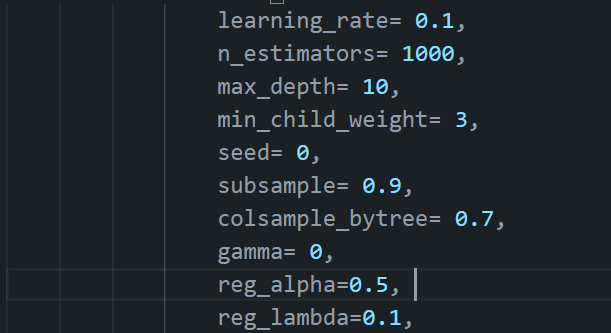 learning_rate= 0.1,
n_estimators= 1000,
max_depth= 10,
min_child_weight= 3,
seed= 0,
subsample= 0.9,
colsample_bytree= 0.7,
gamma= 0,
reg_alpha=0.5,
reg_lambda=0.1,